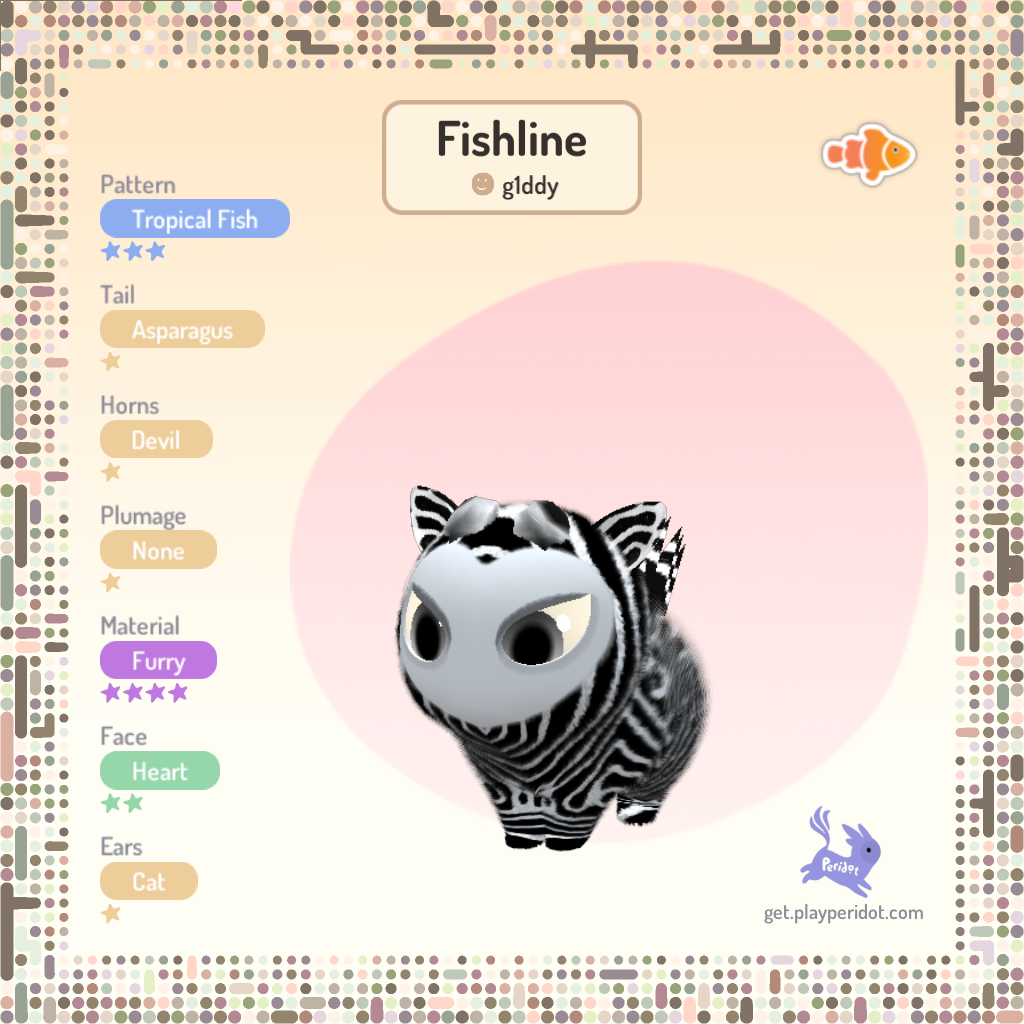 Fishline
g1ddy
Pattern
Tropical Fish
Tail
Asparagus
Horns
Devil
Plumage
None
Material
Furry
Face
Heart
Ears
Cat
Peridot
get.playperidot.com